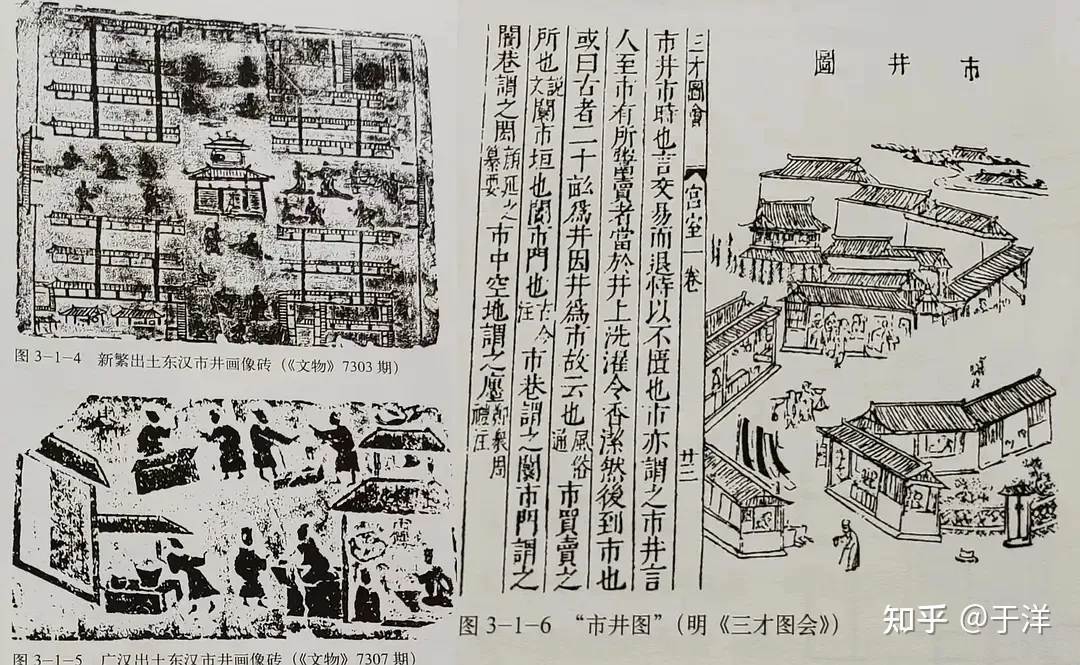 图 3-1-4 新繁出土东汉市井画像砖(《文物》7303 期)
图 3-1-5 广汉出土东汉市井画像砖(《文物》7307 期)
市井圖
三才圖會 宮室一卷 廿三
市井市時也言交易而退恃以不匱也市亦謂之市井言
人至市有所鬻賣者當於井上洗濯令香潔然後到市也
或曰古者二十畝爲井因井爲市故云也風俗通市買賣之
所也說文闤市垣也闠市門也古今注市巷謂之闤市門謂之
闠巷謂之閻顔延之纂要市中空地謂之廛鄭衆周禮注
图 3-1-6 “市井图”(明《三才图会》)
知乎 @于洋